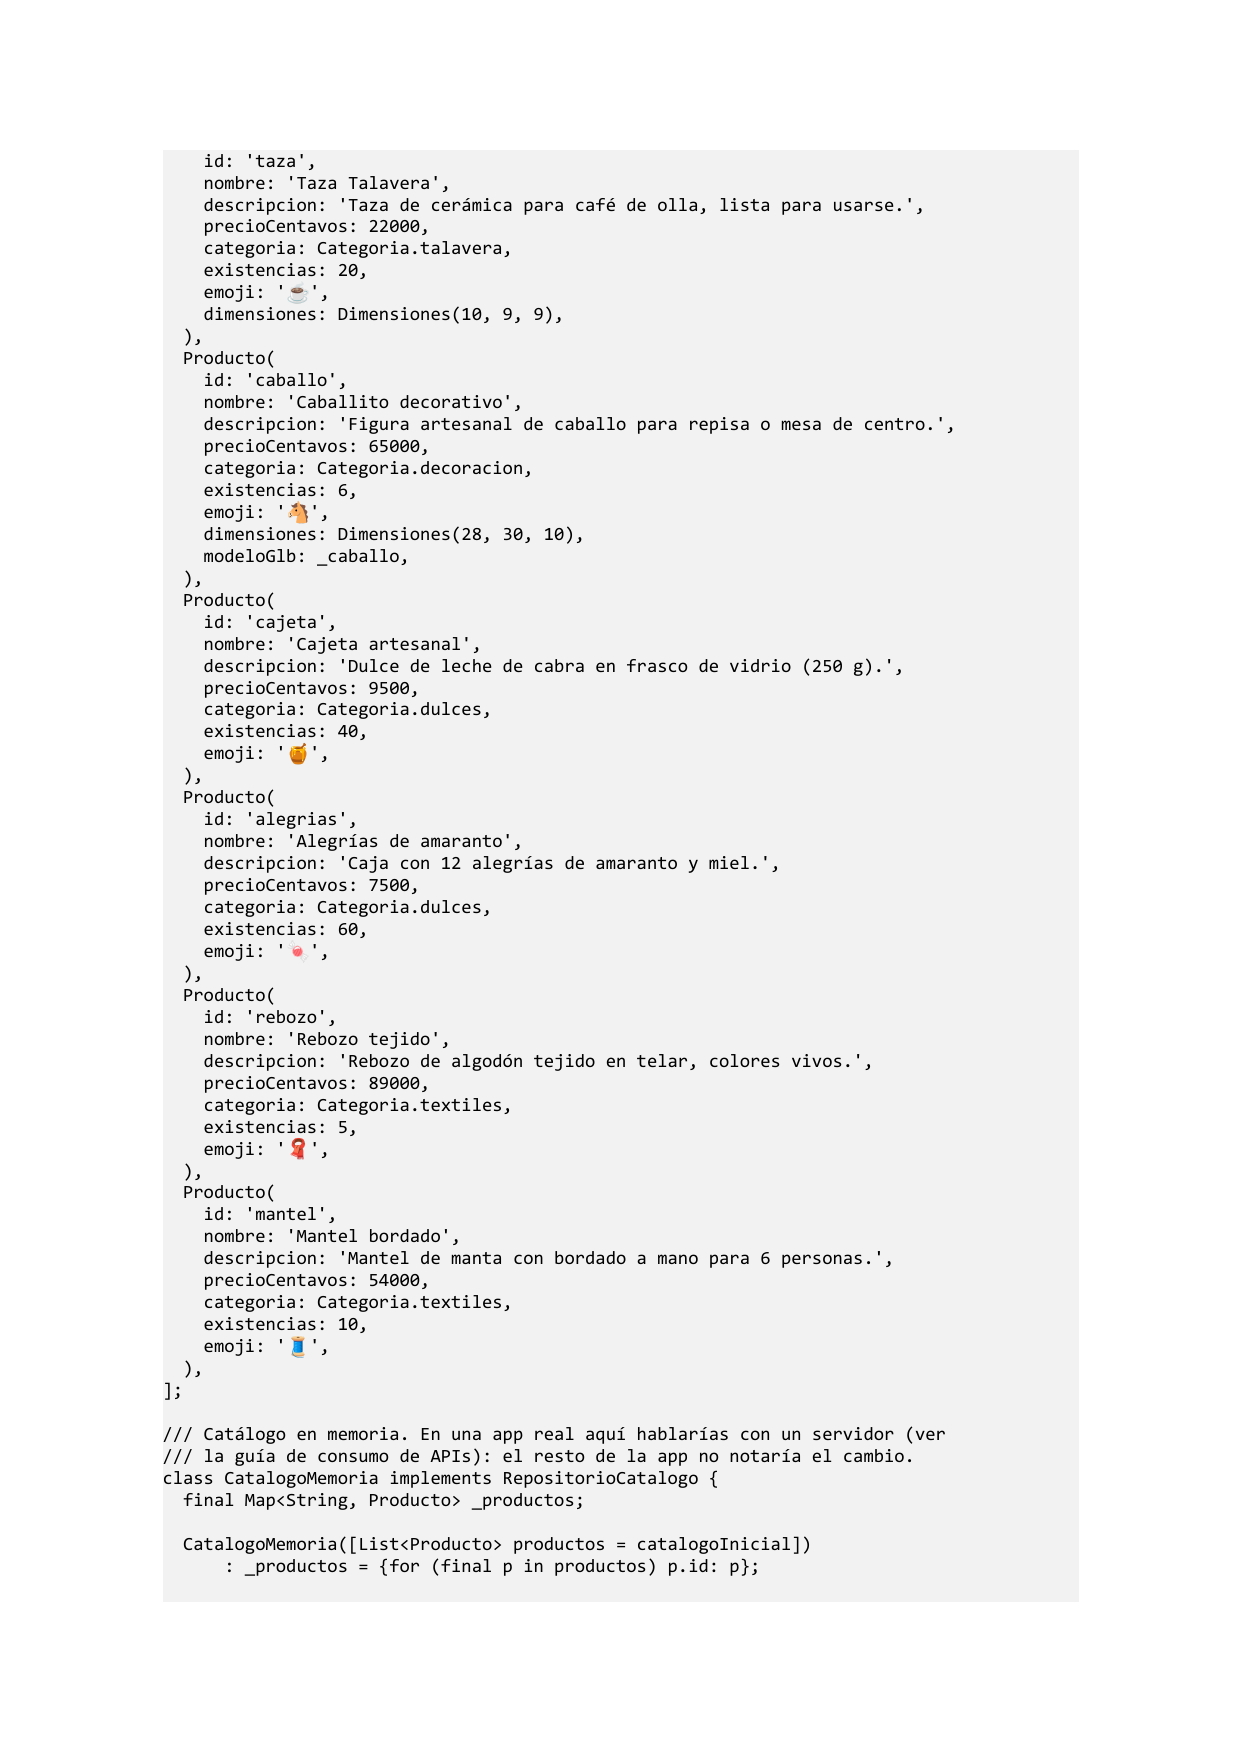 id: 'taza',
    nombre: 'Taza Talavera',
    descripcion: 'Taza de cerámica para café de olla, lista para usarse.',
    precioCentavos: 22000,
    categoria: Categoria.talavera,
    existencias: 20,
    emoji: '☕',
    dimensiones: Dimensiones(10, 9, 9),
  ),
  Producto(
    id: 'caballo',
    nombre: 'Caballito decorativo',
    descripcion: 'Figura artesanal de caballo para repisa o mesa de centro.',
    precioCentavos: 65000,
    categoria: Categoria.decoracion,
    existencias: 6,
    emoji: '🐴',
    dimensiones: Dimensiones(28, 30, 10),
    modeloGlb: _caballo,
  ),
  Producto(
    id: 'cajeta',
    nombre: 'Cajeta artesanal',
    descripcion: 'Dulce de leche de cabra en frasco de vidrio (250 g).',
    precioCentavos: 9500,
    categoria: Categoria.dulces,
    existencias: 40,
    emoji: '🍯',
  ),
  Producto(
    id: 'alegrias',
    nombre: 'Alegrías de amaranto',
    descripcion: 'Caja con 12 alegrías de amaranto y miel.',
    precioCentavos: 7500,
    categoria: Categoria.dulces,
    existencias: 60,
    emoji: '🍬',
  ),
  Producto(
    id: 'rebozo',
    nombre: 'Rebozo tejido',
    descripcion: 'Rebozo de algodón tejido en telar, colores vivos.',
    precioCentavos: 89000,
    categoria: Categoria.textiles,
    existencias: 5,
    emoji: '🧣',
  ),
  Producto(
    id: 'mantel',
    nombre: 'Mantel bordado',
    descripcion: 'Mantel de manta con bordado a mano para 6 personas.',
    precioCentavos: 54000,
    categoria: Categoria.textiles,
    existencias: 10,
    emoji: '🧵',
  ),
];

/// Catálogo en memoria. En una app real aquí hablarías con un servidor (ver
/// la guía de consumo de APIs): el resto de la app no notaría el cambio.
class CatalogoMemoria implements RepositorioCatalogo {
  final Map<String, Producto> _productos;

  CatalogoMemoria([List<Producto> productos = catalogoInicial])
      : _productos = {for (final p in productos) p.id: p};